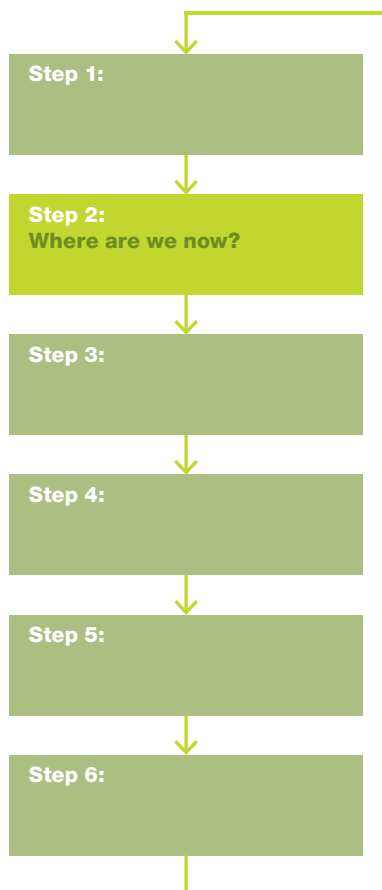 Step 1:
Step 2:
Where are we now?
Step 3:
Step 4:
Step 5:
Step 6: